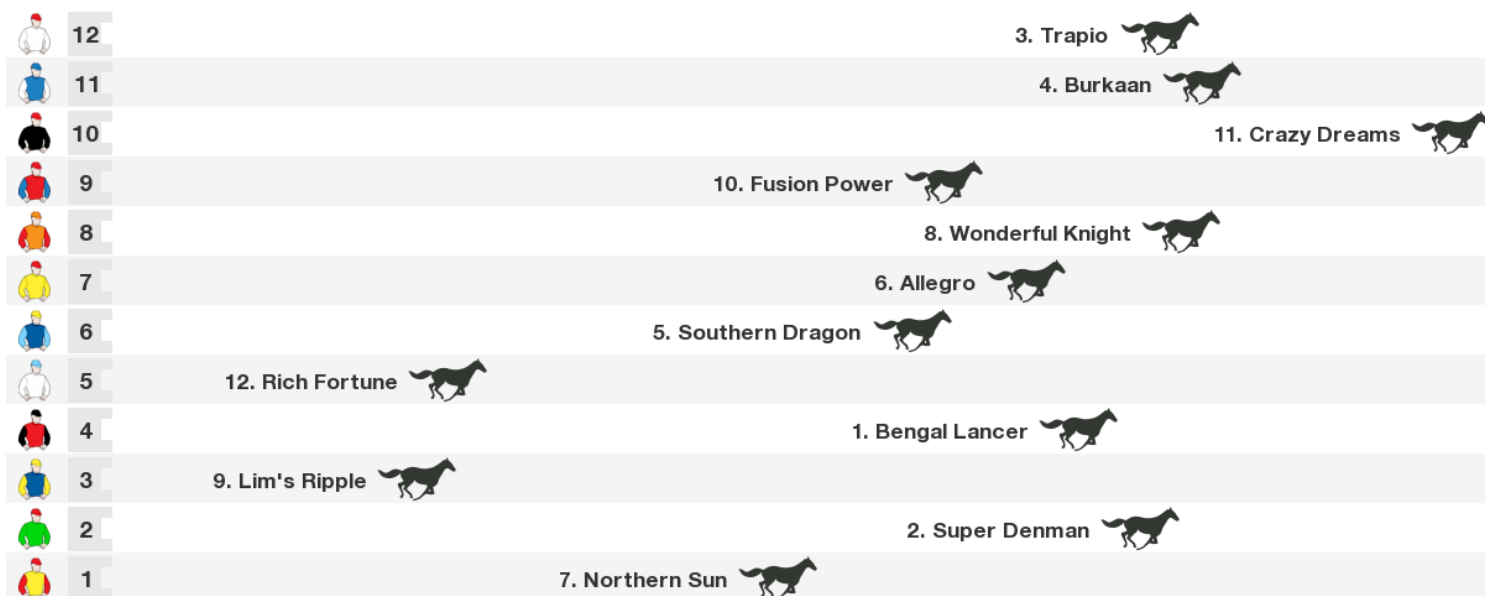 12 3. Trapio
11 4. Burkaan
10 11. Crazy Dreams
9 10. Fusion Power
8 8. Wonderful Knight
7 6. Allegro
6 5. Southern Dragon
5 12. Rich Fortune
4 1. Bengal Lancer
3 9. Lim's Ripple
2 2. Super Denman
1 7. Northern Sun